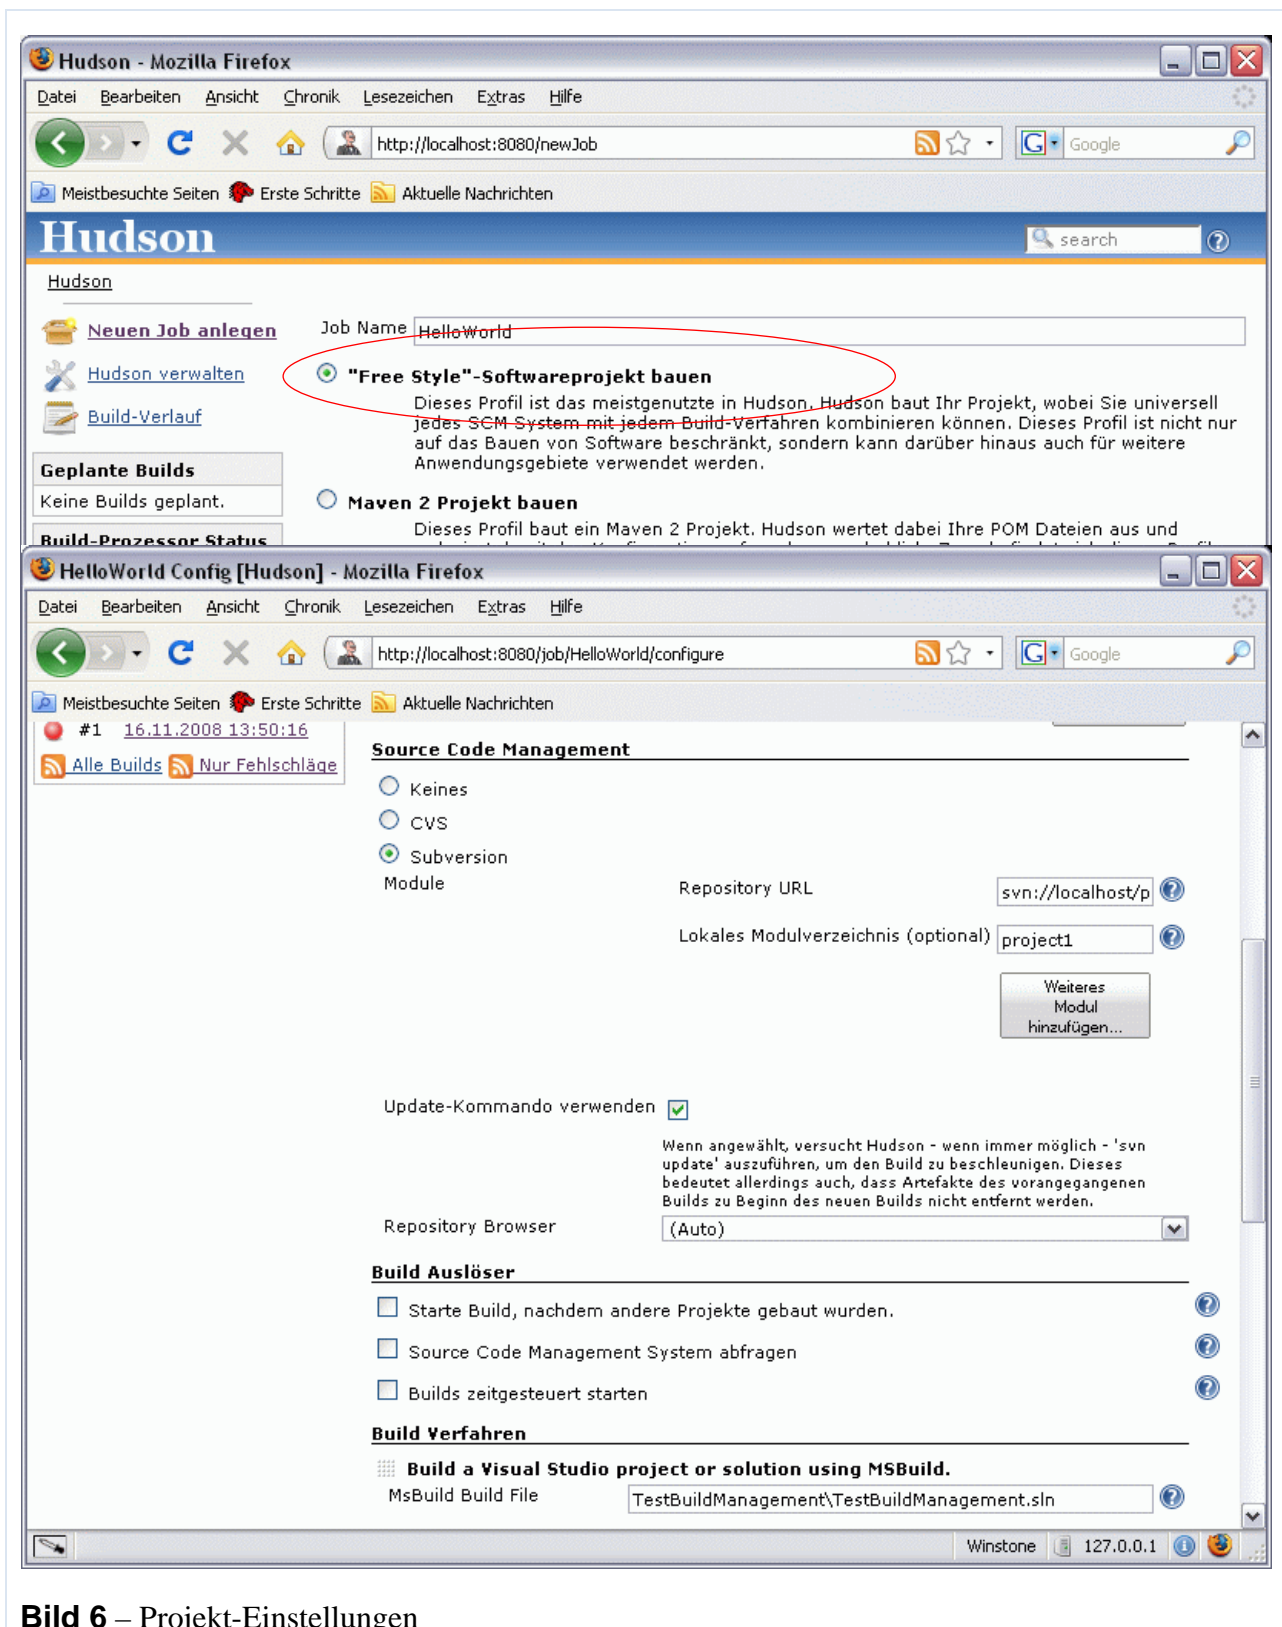 Hudson - Mozilla Firefox
Datei Bearbeiten Ansicht Chronik Lesezeichen Extras Hilfe
http://localhost:8080/newJob
Google
Meistbesuchte Seiten Erste Schritte Aktuelle Nachrichten
Hudson
search
Hudson
Neuen Job anlegen
Hudson verwalten
Build-Verlauf
Geplante Builds
Keine Builds geplant.
Build-Prozessor Status
Job Name HelloWorld
"Free Style"-Softwareprojekt bauen
Dieses Profil ist das meistgenutzte in Hudson. Hudson baut Ihr Projekt, wobei Sie universell
jedes SCM System mit jedem Build-Verfahren kombinieren können. Dieses Profil ist nicht nur
auf das Bauen von Software beschränkt, sondern kann darüber hinaus auch für weitere
Anwendungsgebiete verwendet werden.
Maven 2 Projekt bauen
Dieses Profil baut ein Maven 2 Projekt. Hudson wertet dabei Ihre POM Dateien aus und
HelloWorld Config [Hudson] - Mozilla Firefox
Datei Bearbeiten Ansicht Chronik Lesezeichen Extras Hilfe
http://localhost:8080/job/HelloWorld/configure
Google
Meistbesuchte Seiten Erste Schritte Aktuelle Nachrichten
#1 16.11.2008 13:50:16
Alle Builds Nur Fehlschläge
Source Code Management
Keines
CVS
Subversion
Module
Repository URL svn://localhost/p
Lokales Modulverzeichnis (optional) project1
Weiteres
Modul
hinzufügen...
Update-Kommando verwenden
Wenn angewählt, versucht Hudson - wenn immer möglich - 'svn
update' auszuführen, um den Build zu beschleunigen. Dieses
bedeutet allerdings auch, dass Artefakte des vorangegangenen
Builds zu Beginn des neuen Builds nicht entfernt werden.
Repository Browser (Auto)
Build Auslöser
Starte Build, nachdem andere Projekte gebaut wurden.
Source Code Management System abfragen
Builds zeitgesteuert starten
Build Verfahren
Build a Visual Studio project or solution using MSBuild.
MsBuild Build File TestBuildManagement\TestBuildManagement.sln
Winstone 127.0.0.1
Bild 6 – Projekt-Einstellungen